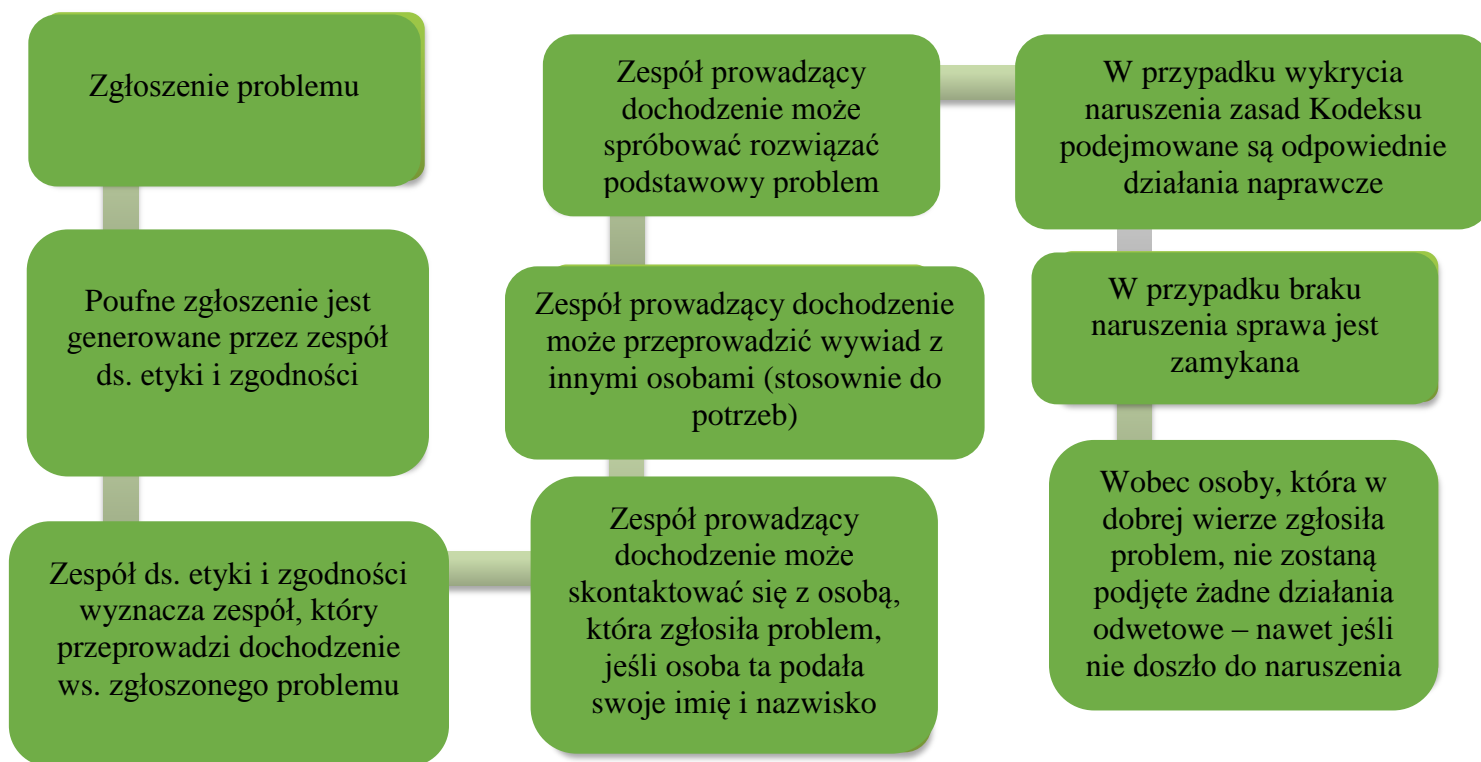 Zgłoszenie problemu
Poufne zgłoszenie jest
generowane przez zespół
ds. etyki i zgodności
Zespół ds. etyki i zgodności
wyznacza zespół, który
przeprowadzi dochodzenie
ws. zgłoszonego problemu
Zespół prowadzący
dochodzenie może
skontaktować się z osobą,
która zgłosiła problem,
jeśli osoba ta podała
swoje imię i nazwisko
Zespół prowadzący dochodzenie
może przeprowadzić wywiad z
innymi osobami (stosownie do
potrzeb)
Zespół prowadzący
dochodzenie może
spróbować rozwiązać
podstawowy problem
W przypadku wykrycia
naruszenia zasad Kodeksu
podejmowane są odpowiednie
działania naprawcze
W przypadku braku
naruszenia sprawa jest
zamykana
Wobec osoby, która w
dobrej wierze zgłosiła
problem, nie zostaną
podjęte żadne działania
odwetowe – nawet jeśli
nie doszło do naruszenia